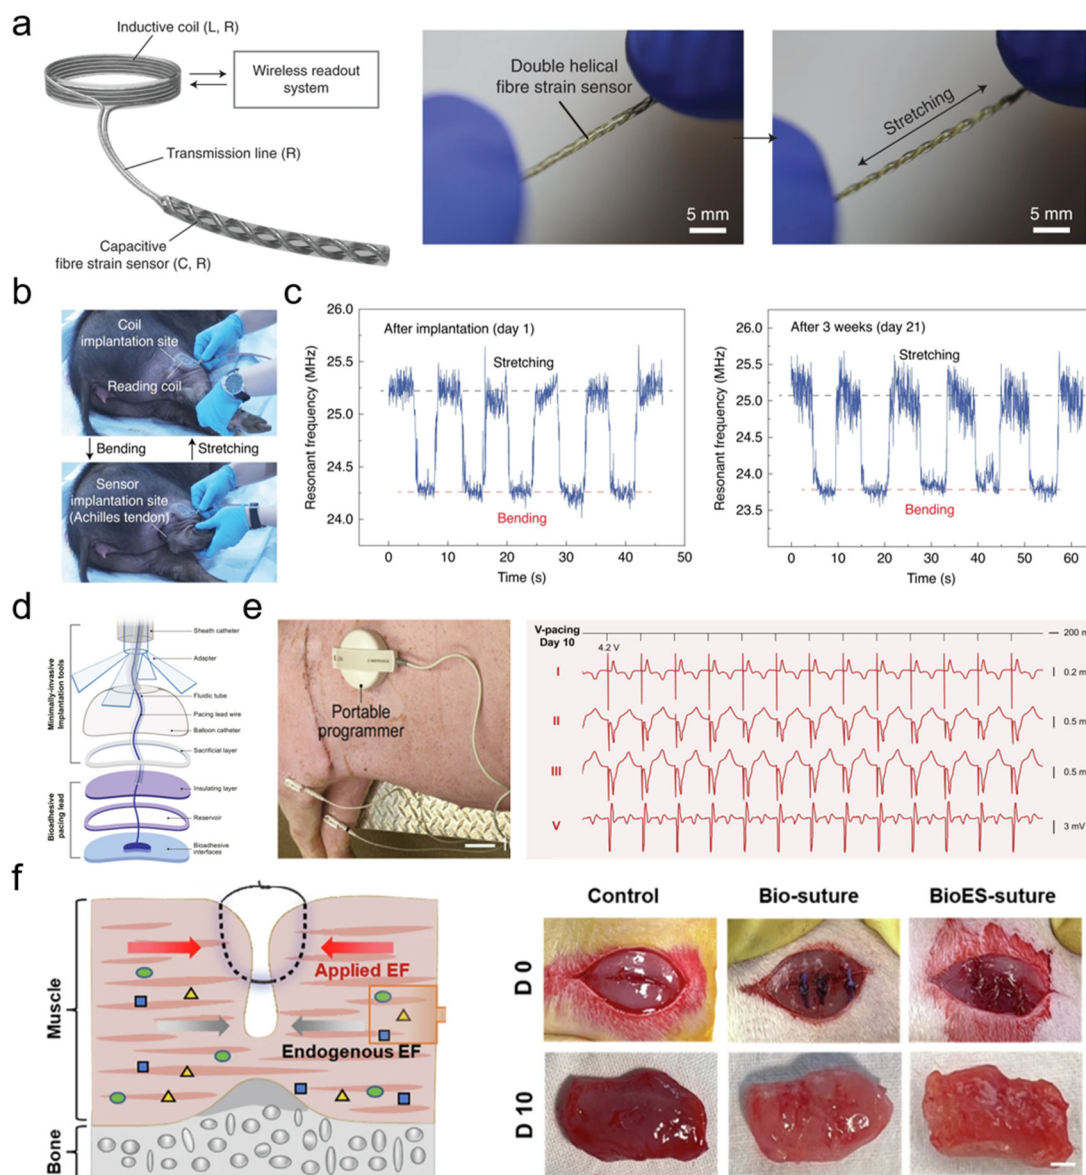 a
Inductive coil (L, R)
Wireless readout
system
Transmission line (R)
Capacitive
fibre strain sensor (C, R)
Double helical
fibre strain sensor
5 mm
Stretching
5 mm
b
Coil
implantation site
Reading coil
Bending
Stretching
Sensor
implantation site
(Achilles tendon)
c
Resonant frequency (MHz)
26.0
25.5
25.0
24.5
24.0
After implantation (day 1)
Stretching
Bending
0
10
20
30
40
50
Time (s)
Resonant frequency (MHz)
26.0
25.5
25.0
24.5
24.0
23.5
After 3 weeks (day 21)
Stretching
Bending
0
10
20
30
40
50
60
Time (s)
d
Minimally-invasive
Implantation tools
Sheath catheter
Adapter
Fluidic tube
Pacing lead wire
Balloon catheter
Sacrificial layer
Bioadhesive
pacing lead
Insulating layer
Reservoir
Bioadhesive
interfaces
e
Portable
programmer
V-pacing
Day 10
4.2 V
200 m
I
0.2 m
II
0.5 m
III
0.5 m
V
3 mV
f
Muscle
Applied EF
Endogenous EF
Bone
Control
Bio-suture
BioES-suture
D 0
D 10